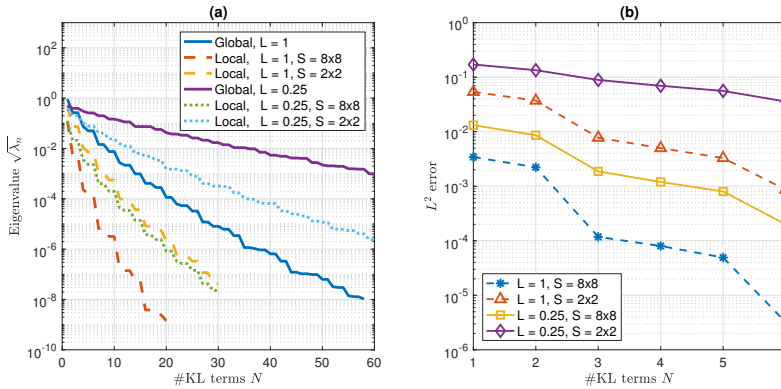 (a)
10^2
10^0
10^-2
10^-4
10^-6
10^-8
10^-10
Eigenvalue √λ_n
Global, L = 1
Local, L = 1, S = 8x8
Local, L = 1, S = 2x2
Global, L = 0.25
Local, L = 0.25, S = 8x8
Local, L = 0.25, S = 2x2
0 10 20 30 40 50 60
#KL terms N
(b)
10^0
10^-1
10^-2
10^-3
10^-4
10^-5
10^-6
L^2 error
L = 1, S = 8x8
L = 1, S = 2x2
L = 0.25, S = 8x8
L = 0.25, S = 2x2
1 2 3 4 5
#KL terms N